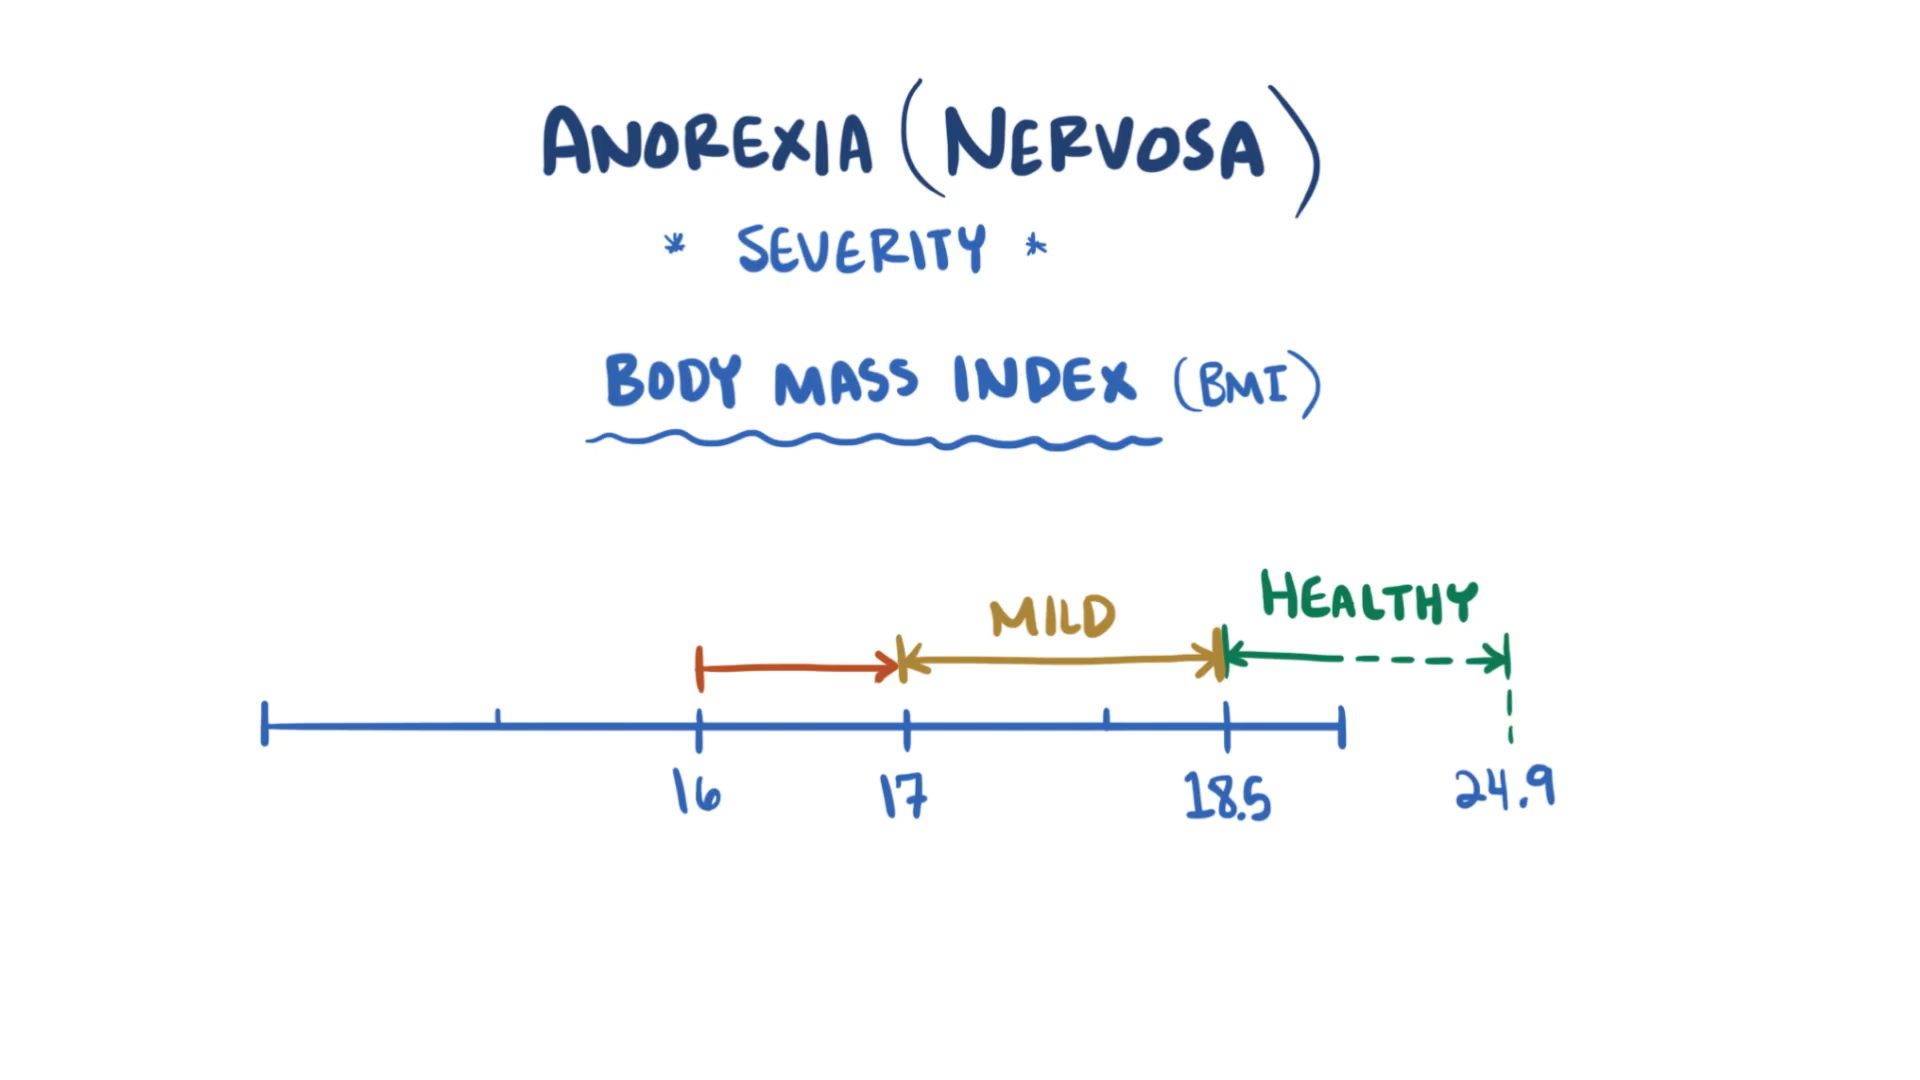 ANOREXIA (NERVOSA)
* SEVERITY *
BODY MASS INDEX (BMI)
MILD
HEALTHY
16 17 18.5 24.9